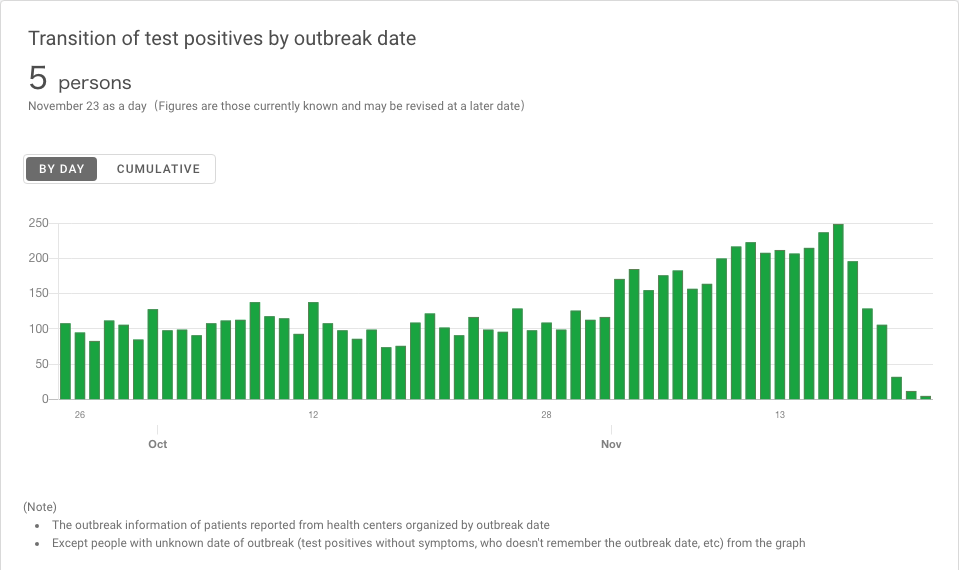 Transition of test positives by outbreak date
5 persons
November 23 as a day（Figures are those currently known and may be revised at a later date）
BY DAY CUMULATIVE
250
200
150
100
50
0
26 12 28 13
Oct Nov
(Note)
• The outbreak information of patients reported from health centers organized by outbreak date
• Except people with unknown date of outbreak (test positives without symptoms, who doesn't remember the outbreak date, etc) from the graph